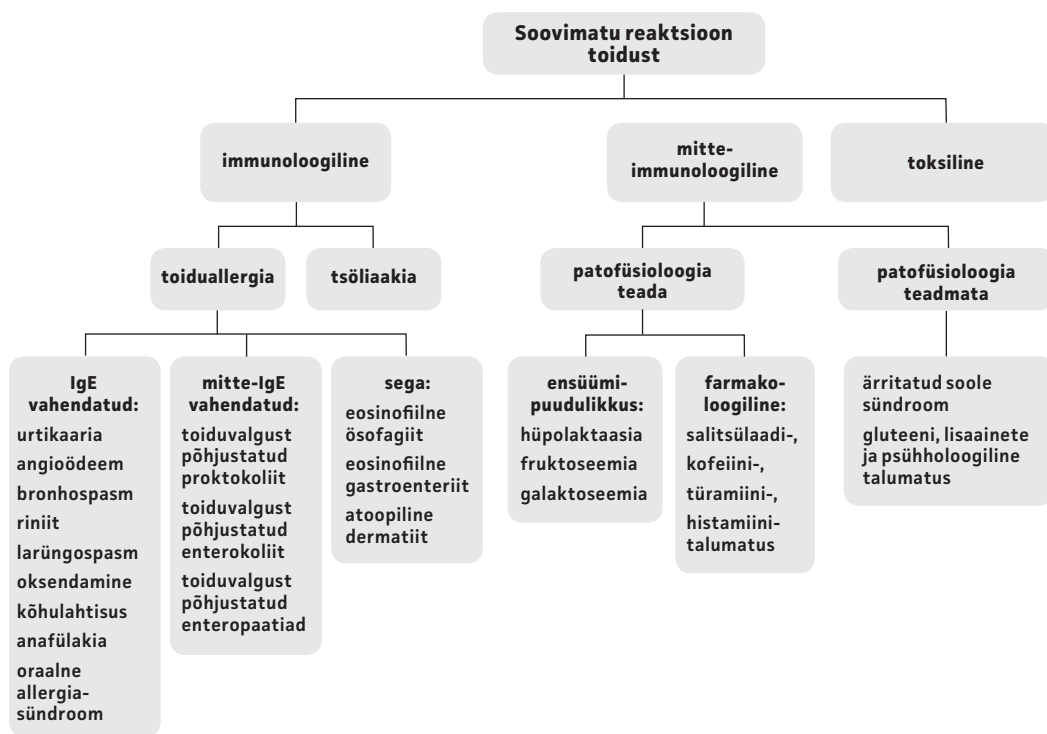 Soovimatu reaktsioon
toidust
immunoloogiline
mitte-
immunoloogiline
toksiline
toiduallergia
tsöliaakia
patofüsioloogia
teada
patofüsioloogia
teadmata
IgE
vahendatud:
urtikaaria
angioödeem
bronhospasm
riniit
larüngospasm
oksendamine
kõhulahtisus
anafülakia
oraalne
allergia-
sündroom
mitte-IgE
vahendatud:
toiduvalgust
põhjustatud
proktokoliit
toiduvalgust
põhjustatud
enterokoliit
toiduvalgust
põhjustatud
enteropaatiad
sega:
eosinofiilne
ösofagiit
eosinofiilne
gastroenteriit
atoopiline
dermatiit
ensüümi-
puudulikkus:
hüpolaktaasia
fruktoseemia
galaktoseemia
farmako-
loogiline:
salitsülaadi-,
kofeiini-,
türamiini-,
histamiini-
talumatus
ärritatud soole
sündroom
gluteeni, lisaainete
ja psühholoogiline
talumatus